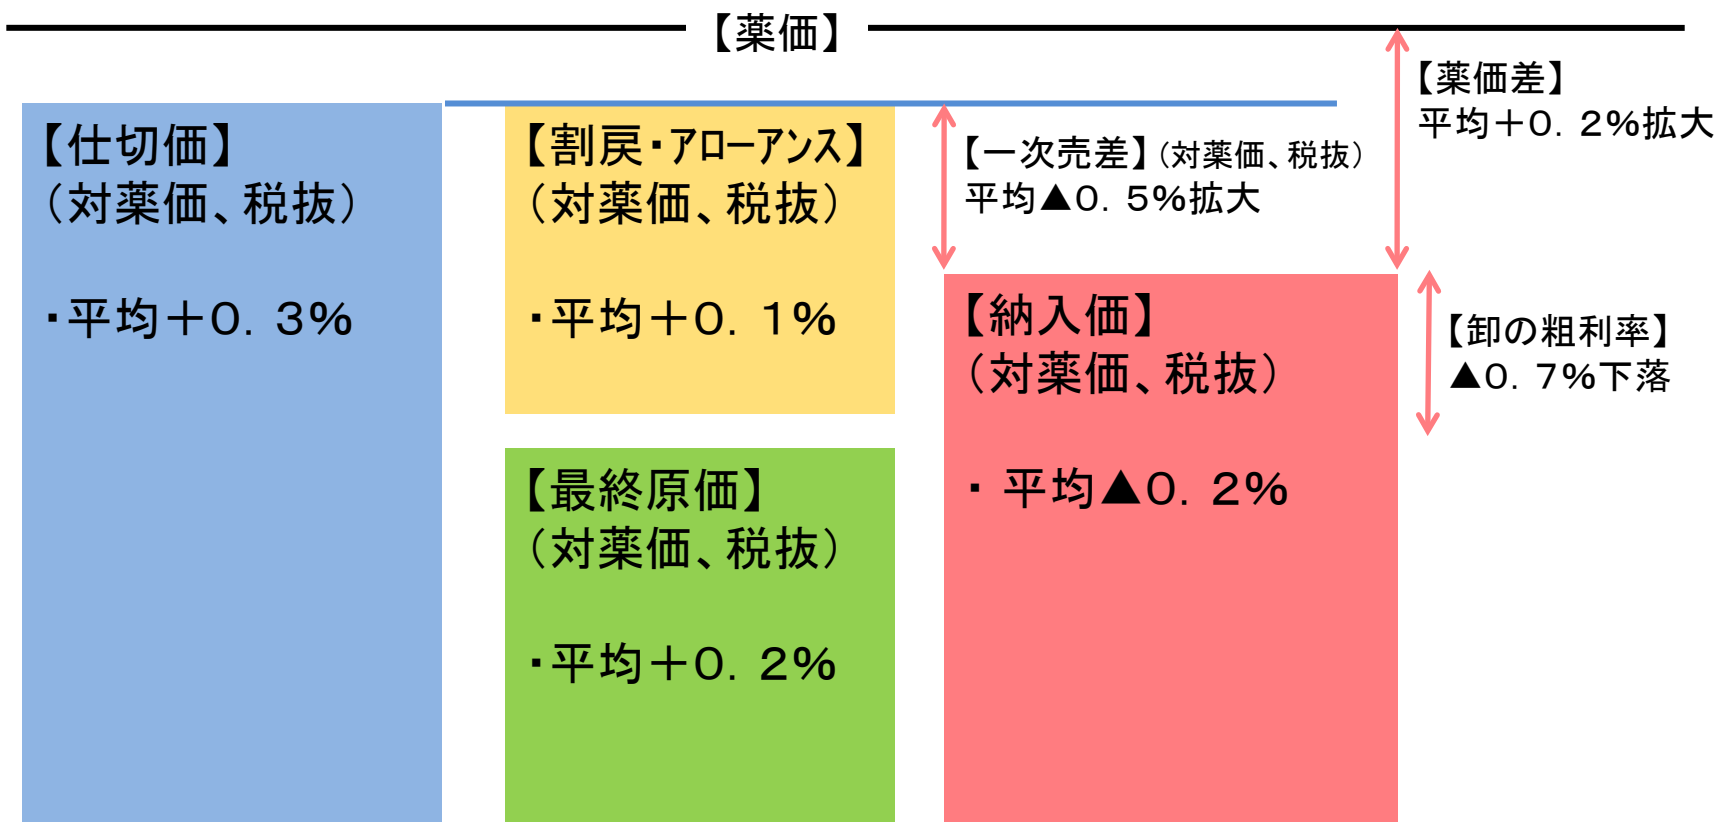 【薬価】
【仕切価】
（対薬価、税抜）
・平均＋０．３％
【割戻・アローアンス】
（対薬価、税抜）
・平均＋０．１％
【最終原価】
（対薬価、税抜）
・平均＋０．２％
【一次売差】（対薬価、税抜）
平均▲０．５％拡大
【納入価】
（対薬価、税抜）
・ 平均▲０．２％
【薬価差】
平均＋０．２％拡大
【卸の粗利率】
▲０．７％下落